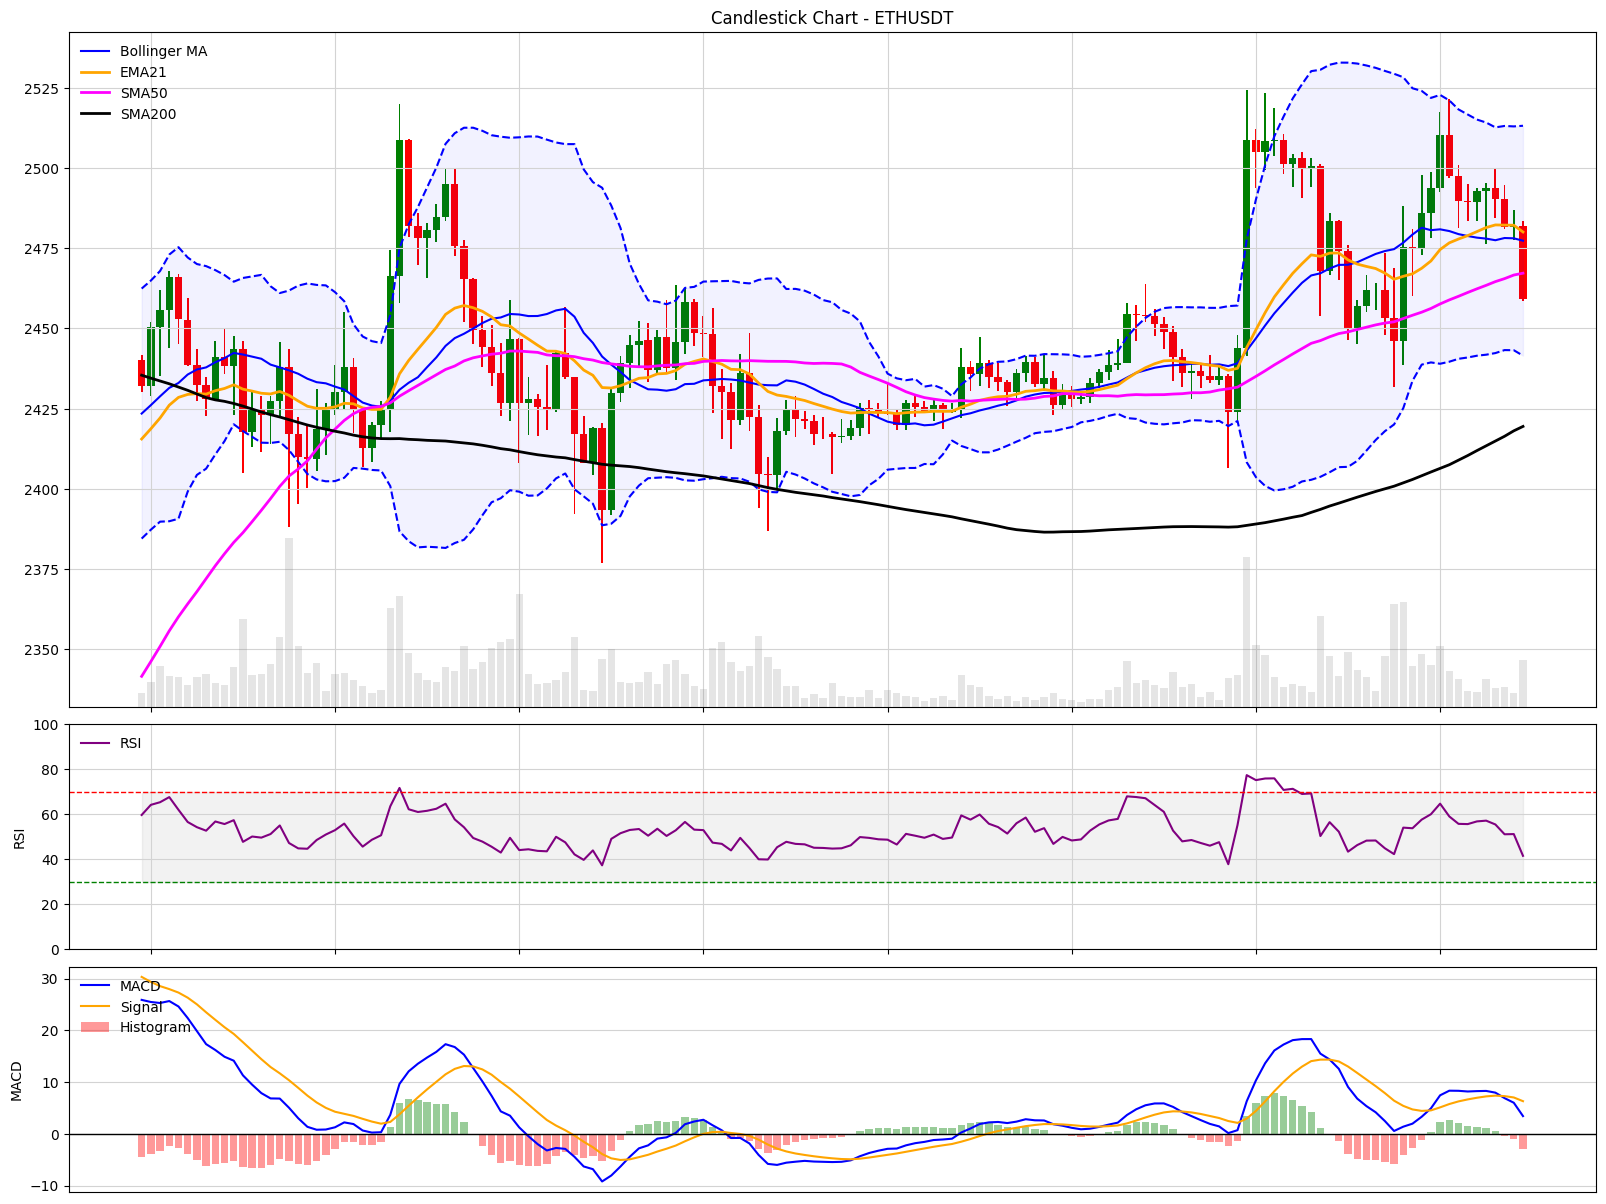 Candlestick Chart - ETHUSDT
Bollinger MA
EMA21
SMA50
SMA200
2525
2500
2475
2450
2425
2400
2375
2350
RSI
100
80
60
40
20
0
RSI
MACD
Signal
Histogram
30
20
10
0
−10
MACD